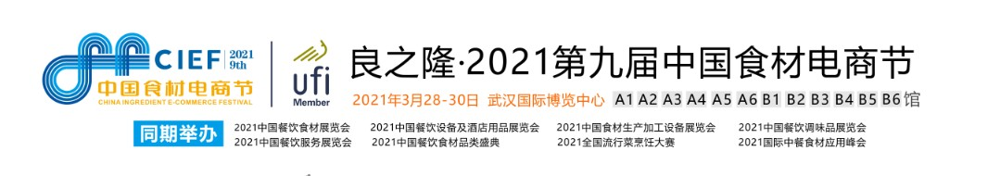 CIEF 2021 9th
中国食材电商节
CHINA INGREDIENT E-COMMERCE FESTIVAL
ufi
Member
良之隆·2021第九届中国食材电商节
2021年3月28-30日 武汉国际博览中心 A1 A2 A3 A4 A5 A6 B1 B2 B3 B4 B5 B6 馆
同期举办
2021中国餐饮食材展览会 2021中国餐饮设备及酒店用品展览会 2021中国食材生产加工设备展览会 2021中国餐饮调味品展览会
2021中国餐饮服务展览会 2021中国餐饮食材品类盛典 2021全国流行菜烹饪大赛 2021国际中餐食材应用峰会